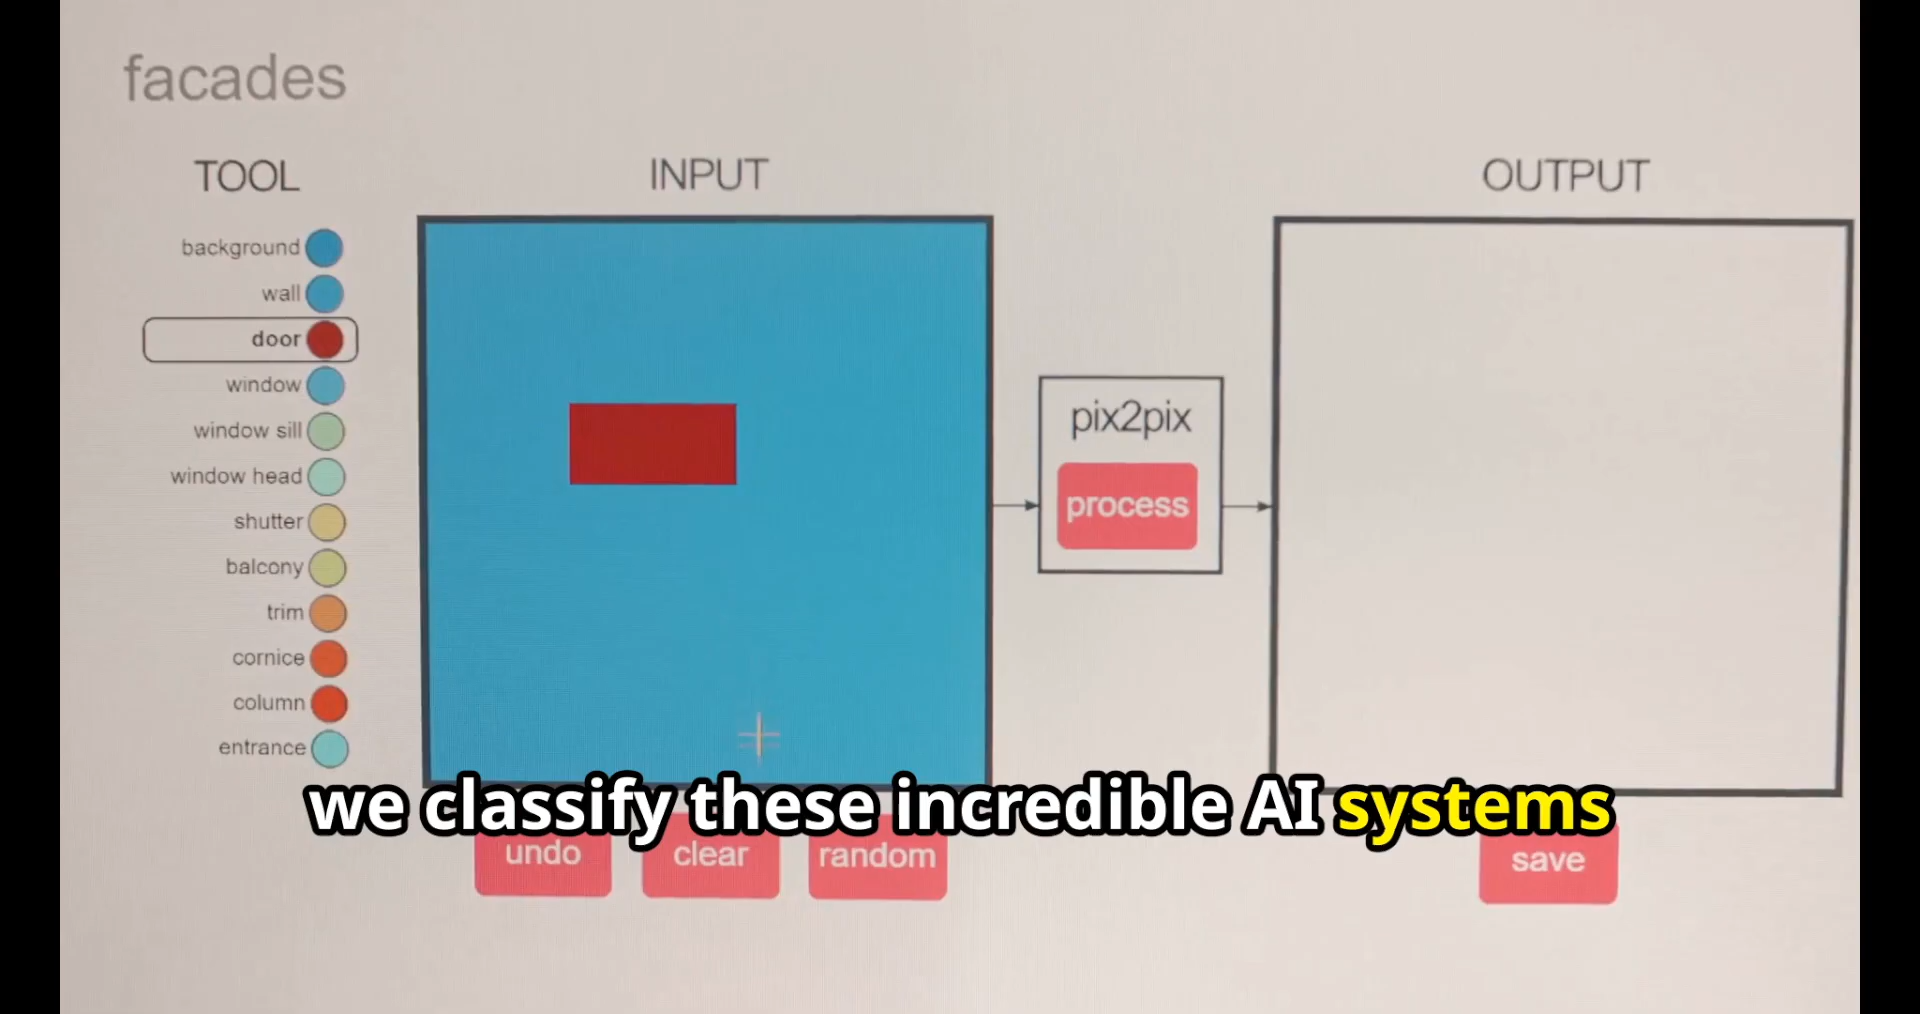 facades
TOOL
INPUT
OUTPUT
background
wall
door
window
window sill
window head
shutter
balcony
trim
cornice
column
entrance
pix2pix
process
we classify these incredible AI systems
undo
clear
random
save